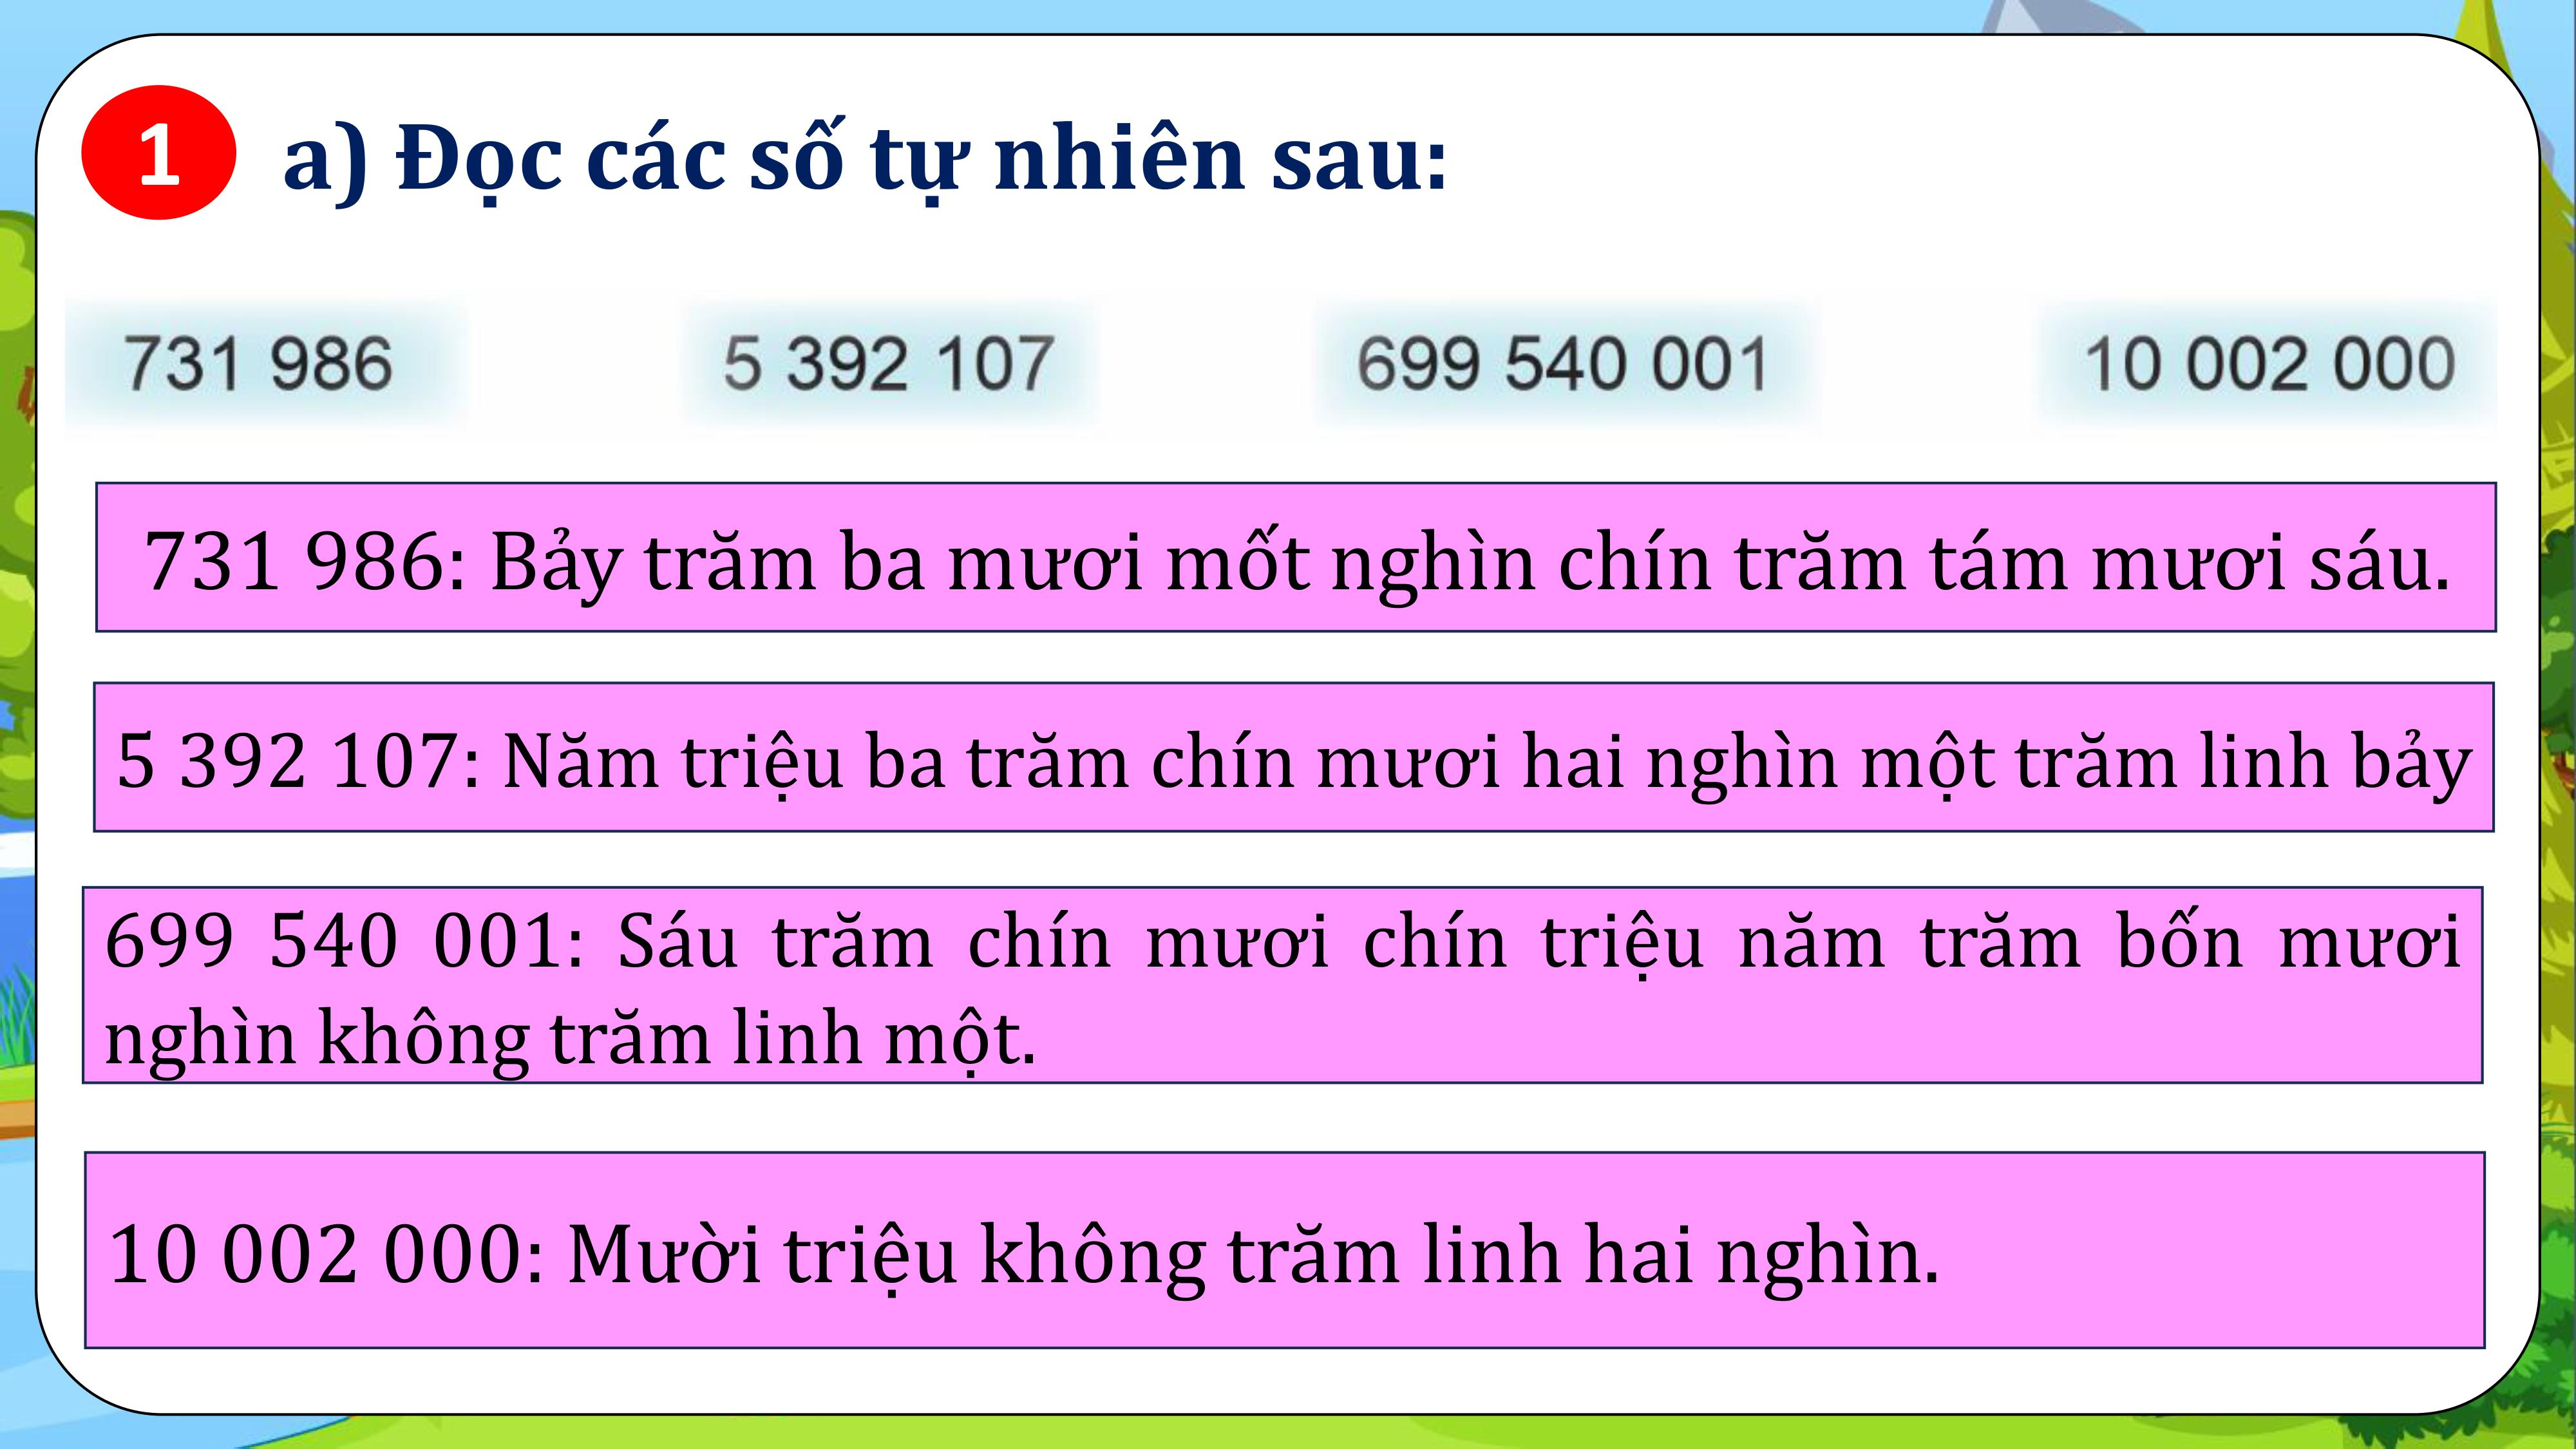 1 a) Đọc các số tự nhiên sau:
731 986 5 392 107 699 540 001 10 002 000
731 986: Bảy trăm ba mươi mốt nghìn chín trăm tám mươi sáu.
5 392 107: Năm triệu ba trăm chín mươi hai nghìn một trăm linh bảy
699 540 001: Sáu trăm chín mươi chín triệu năm trăm bốn mươi
nghìn không trăm linh một.
10 002 000: Mười triệu không trăm linh hai nghìn.